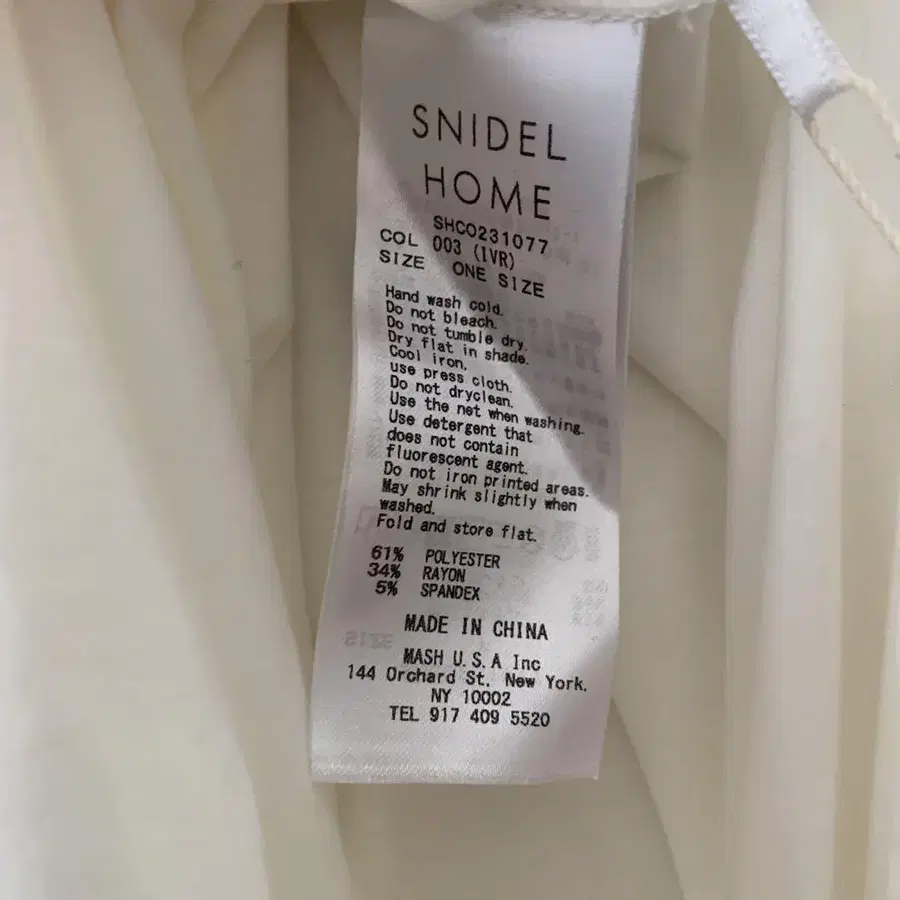 SNIDEL
HOME
SHCO231077
COL 003 (IVR)
SIZE ONE SIZE
Hand wash cold.
Do not bleach.
Do not tumble dry.
Dry flat in shade.
Cool iron,
use press cloth.
Do not dryclean.
Use the net when washing.
Use detergent that
does not contain
fluorescent agent.
Do not iron printed areas.
May shrink slightly when
washed.
Fold and store flat.
61% POLYESTER
34% RAYON
5% SPANDEX
MADE IN CHINA
MASH U.S.A Inc
144 Orchard St. New York.
NY 10002
TEL 917 409 5520